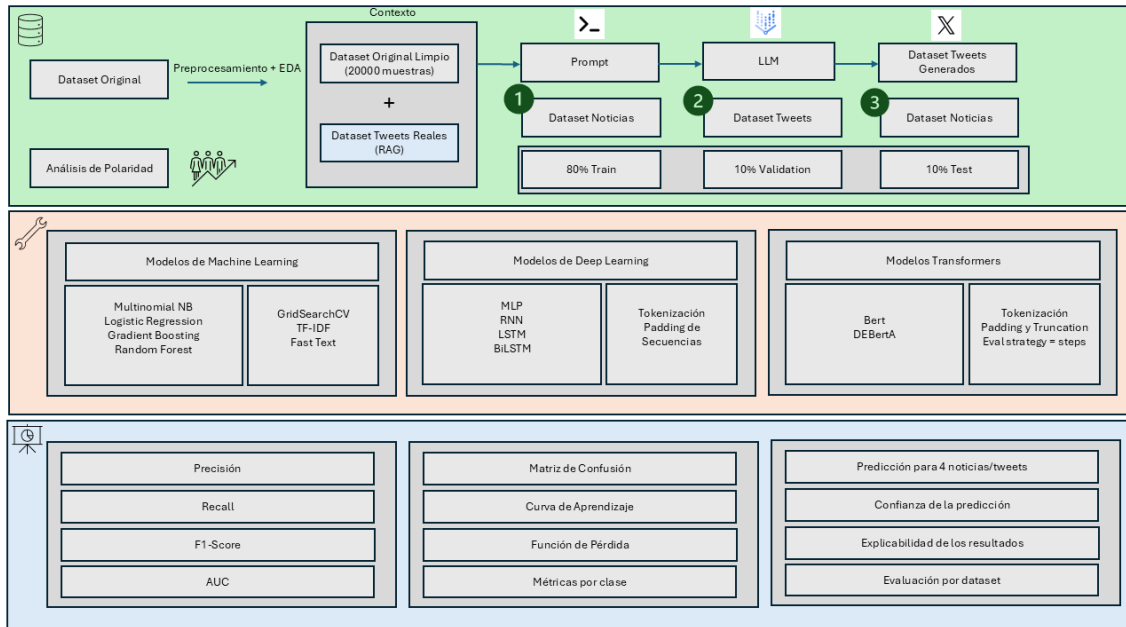 Contexto
Dataset Original
Preprocesamiento + EDA
Dataset Original Limpio
(20000 muestras)
+
Dataset Tweets Reales
(RAG)
Prompt
LLM
Dataset Tweets
Generados
1
Dataset Noticias
2
Dataset Tweets
3
Dataset Noticias
Análisis de Polaridad
80% Train
10% Validation
10% Test
Modelos de Machine Learning
Multinomial NB
Logistic Regression
Gradient Boosting
Random Forest
GridSearchCV
TF-IDF
Fast Text
Modelos de Deep Learning
MLP
RNN
LSTM
BiLSTM
Tokenización
Padding de
Secuencias
Modelos Transformers
Bert
DEBertA
Tokenización
Padding y Truncation
Eval strategy = steps
Precisión
Recall
F1-Score
AUC
Matriz de Confusión
Curva de Aprendizaje
Función de Pérdida
Métricas por clase
Predicción para 4 noticias/tweets
Confianza de la predicción
Explicabilidad de los resultados
Evaluación por dataset